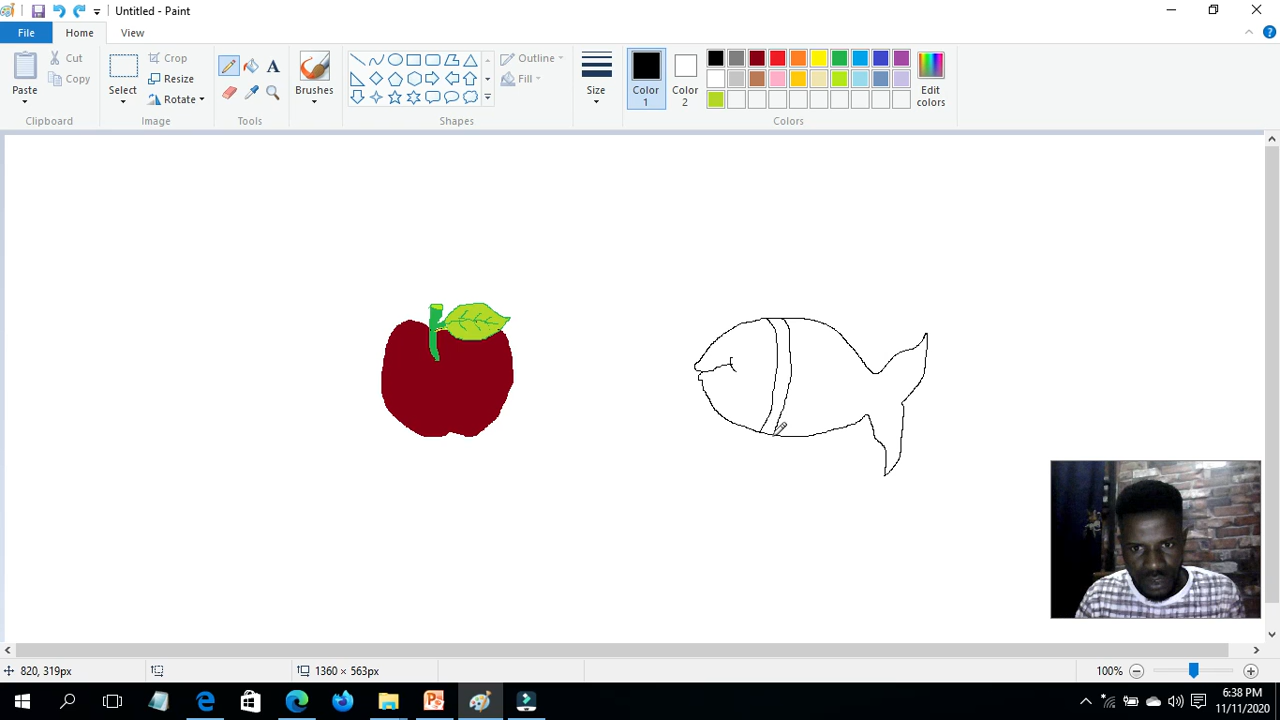 Untitled - Paint
File Home View
Paste
Cut
Copy
Clipboard
Select
Crop
Resize
Rotate
Image
A
Tools
Brushes
Outline
Fill
Shapes
Size
Color 1
Color 2
Edit colors
Colors
820, 319px
1360 × 563px
100%
6:38 PM
11/11/2020